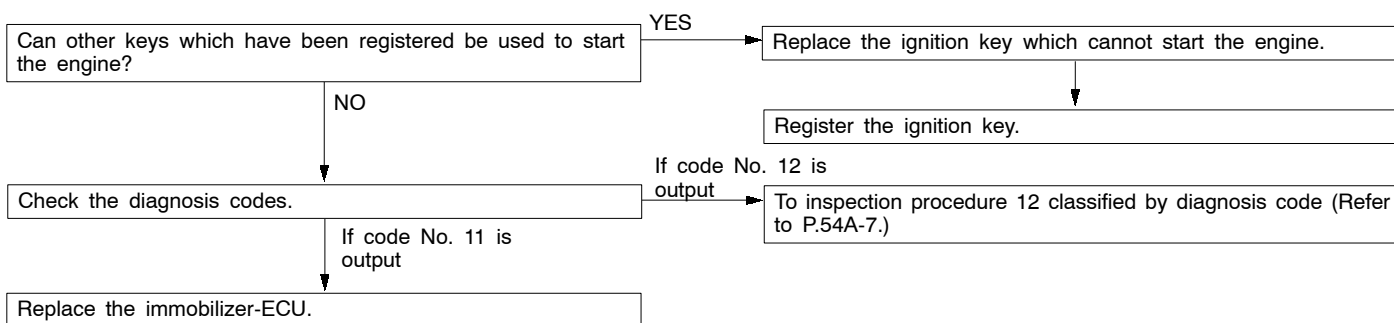 Can other keys which have been registered be used to start
the engine?
YES
Replace the ignition key which cannot start the engine.
NO
Register the ignition key.
Check the diagnosis codes.
If code No. 12 is
output
To inspection procedure 12 classified by diagnosis code (Refer
to P.54A-7.)
If code No. 11 is
output
Replace the immobilizer-ECU.